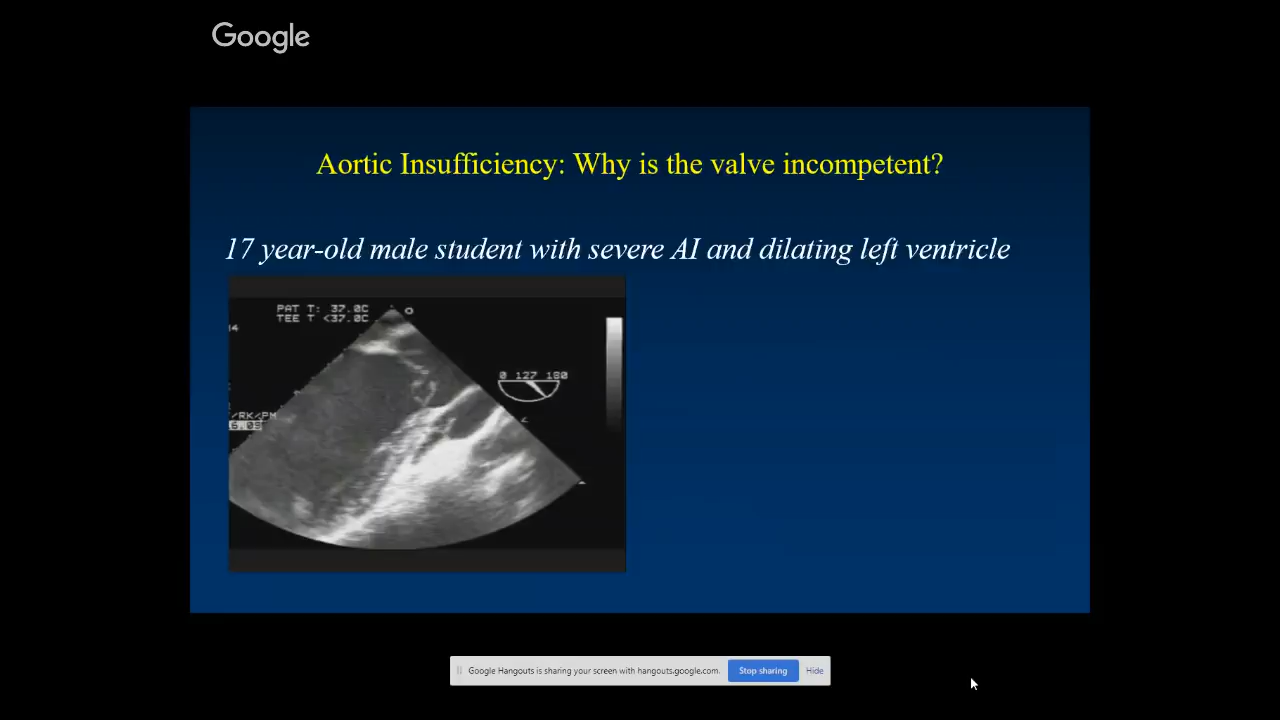 Google
Aortic Insufficiency: Why is the valve incompetent?
17 year-old male student with severe AI and dilating left ventricle
PAT T: 37.0C
TEE T <37.0C
0 127 180
/RK/PM
Google Hangouts is sharing your screen with hangouts.google.com.
Stop sharing
Hide